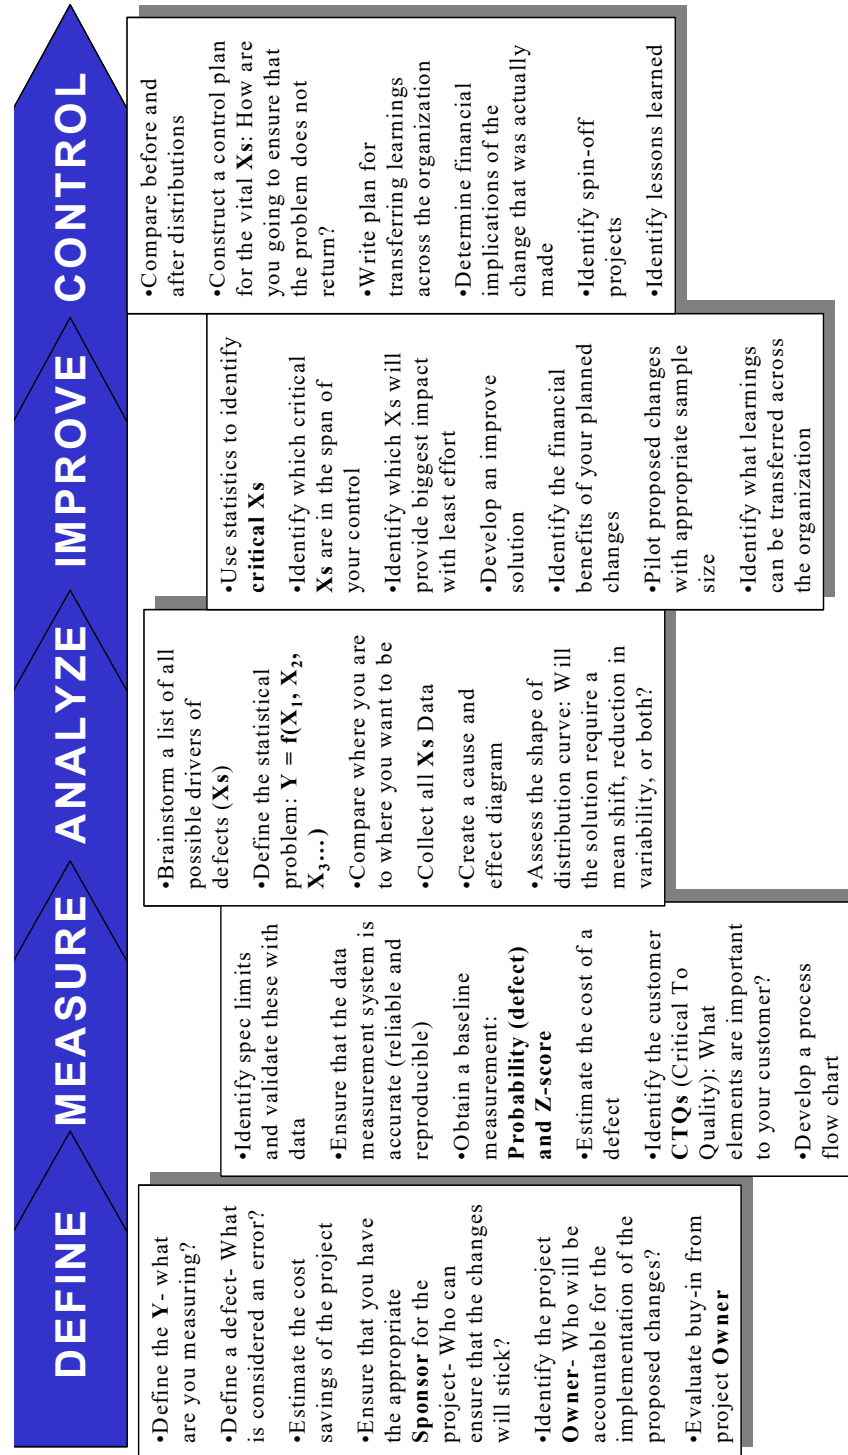 DEFINE
MEASURE
ANALYZE
IMPROVE
CONTROL
•Define the Y- what
are you measuring?
•Define a defect- What
is considered an error?
•Estimate the cost
savings of the project
•Ensure that you have
the appropriate
Sponsor for the
project- Who can
ensure that the changes
will stick?
•Identify the project
Owner- Who will be
accountable for the
implementation of the
proposed changes?
•Evaluate buy-in from
project Owner
•Identify spec limits
and validate these with
data
•Ensure that the data
measurement system is
accurate (reliable and
reproducible)
•Obtain a baseline
measurement:
Probability (defect)
and Z-score
•Estimate the cost of a
defect
•Identify the customer
CTQs (Critical To
Quality): What
elements are important
to your customer?
•Develop a process
flow chart
•Brainstorm a list of all
possible drivers of
defects (Xs)
•Define the statistical
problem: Y = f(X₁, X₂,
X₃...)
•Compare where you are
to where you want to be
•Collect all Xs Data
•Create a cause and
effect diagram
•Assess the shape of
distribution curve: Will
the solution require a
mean shift, reduction in
variability, or both?
•Use statistics to identify
critical Xs
•Identify which critical
Xs are in the span of
your control
•Identify which Xs will
provide biggest impact
with least effort
•Develop an improve
solution
•Identify the financial
benefits of your planned
changes
•Pilot proposed changes
with appropriate sample
size
•Identify what learnings
can be transferred across
the organization
•Compare before and
after distributions
•Construct a control plan
for the vital Xs: How are
you going to ensure that
the problem does not
return?
•Write plan for
transferring learnings
across the organization
•Determine financial
implications of the
change that was actually
made
•Identify spin-off
projects
•Identify lessons learned